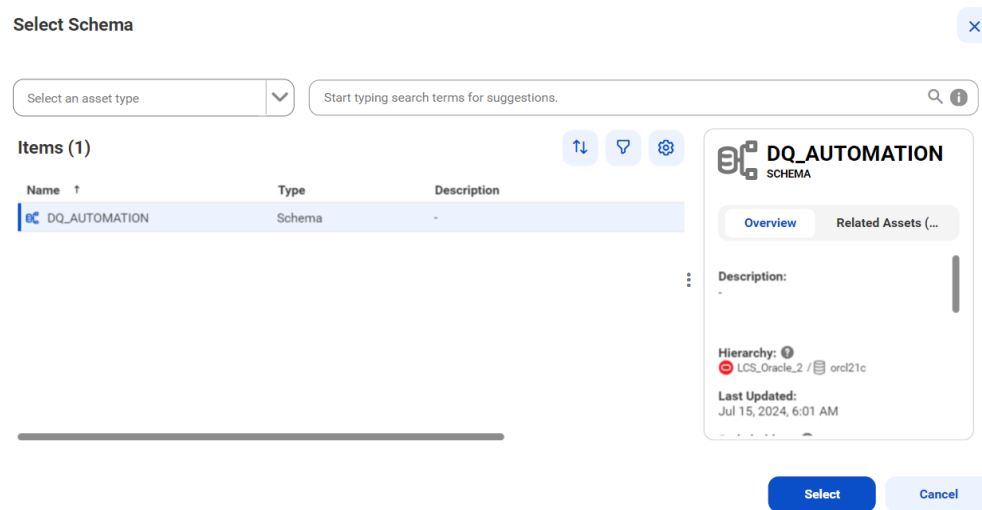 Select Schema
Select an asset type
Start typing search terms for suggestions.
Items (1)
Name ↑ Type Description
DQ_AUTOMATION Schema -
DQ_AUTOMATION
SCHEMA
Overview Related Assets (...
Description:
-
Hierarchy:
LCS_Oracle_2 / orcl21c
Last Updated:
Jul 15, 2024, 6:01 AM
Select Cancel